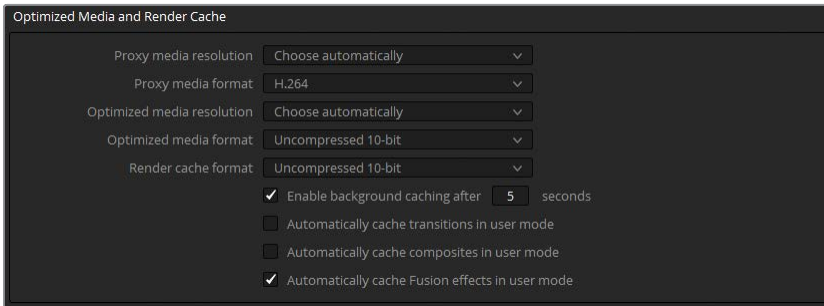 Optimized Media and Render Cache
Proxy media resolution Choose automatically
Proxy media format H.264
Optimized media resolution Choose automatically
Optimized media format Uncompressed 10-bit
Render cache format Uncompressed 10-bit
Enable background caching after 5 seconds
Automatically cache transitions in user mode
Automatically cache composites in user mode
Automatically cache Fusion effects in user mode